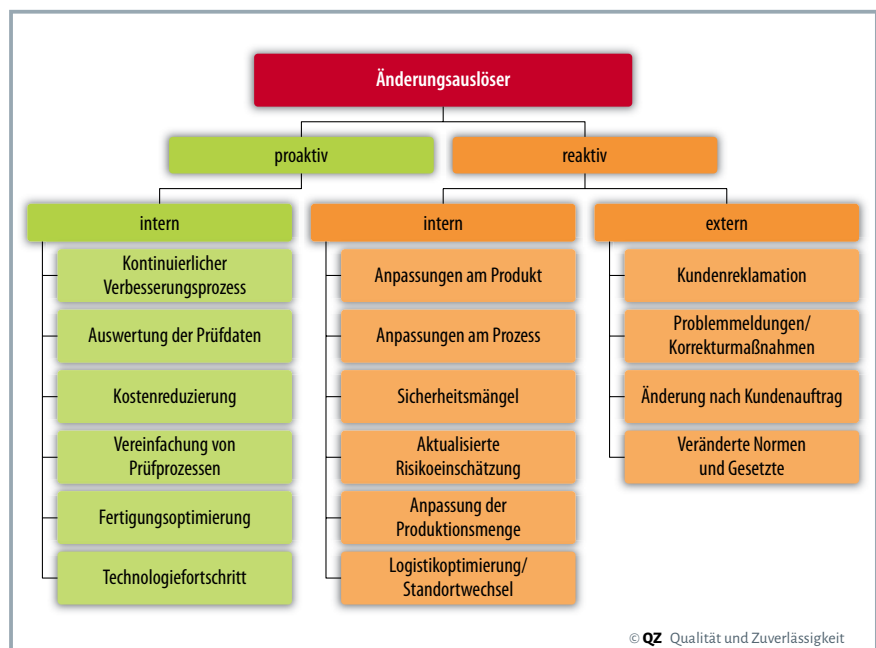 Änderungsauslöser
proaktiv
reaktiv
intern
Kontinuierlicher
Verbesserungsprozess
Auswertung der Prüfdaten
Kostenreduzierung
Vereinfachung von
Prüfprozessen
Fertigungsoptimierung
Technologiefortschritt
intern
Anpassungen am Produkt
Anpassungen am Prozess
Sicherheitsmängel
Aktualisierte
Risikoeinschätzung
Anpassung der
Produktionsmenge
Logistikoptimierung/
Standortwechsel
extern
Kundenreklamation
Problemmeldungen/
Korrekturmaßnahmen
Änderung nach Kundenauftrag
Veränderte Normen
und Gesetzte
© QZ Qualität und Zuverlässigkeit